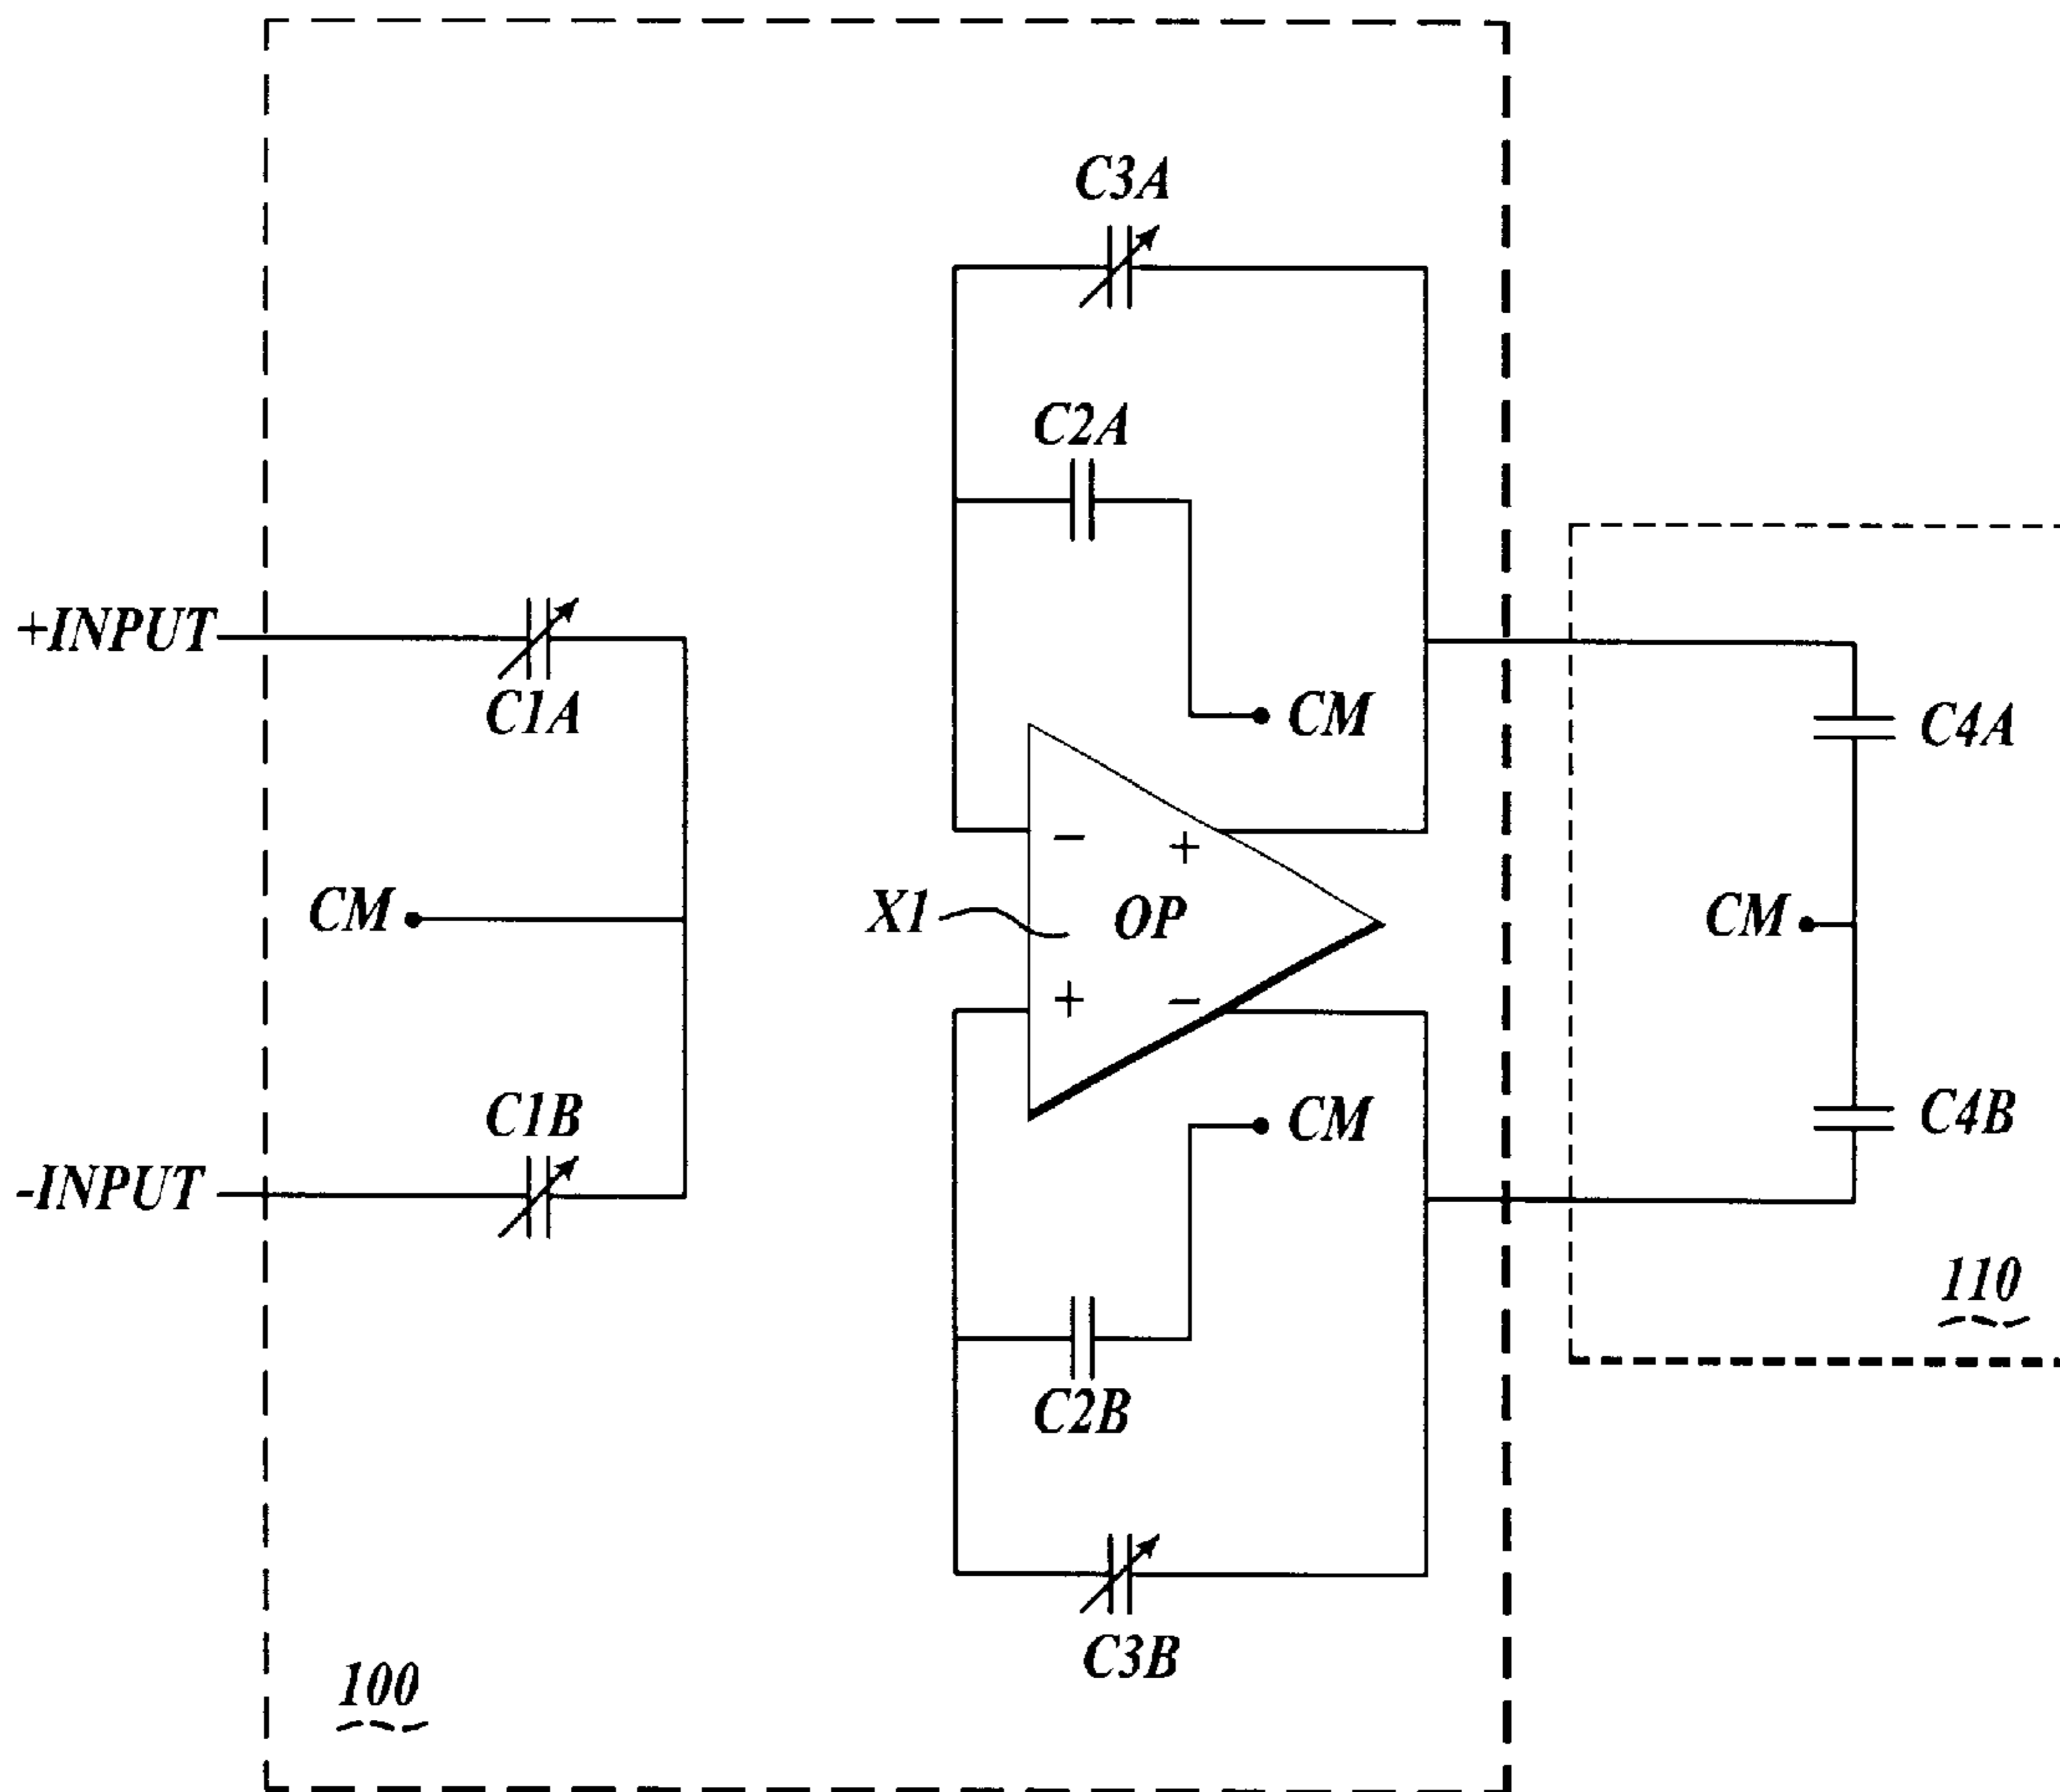 C3A
C2A
+INPUT
C1A
CM
C4A
- +
X1
OP
CM
CM
+ -
C1B
CM
C4B
-INPUT
110
C2B
C3B
100